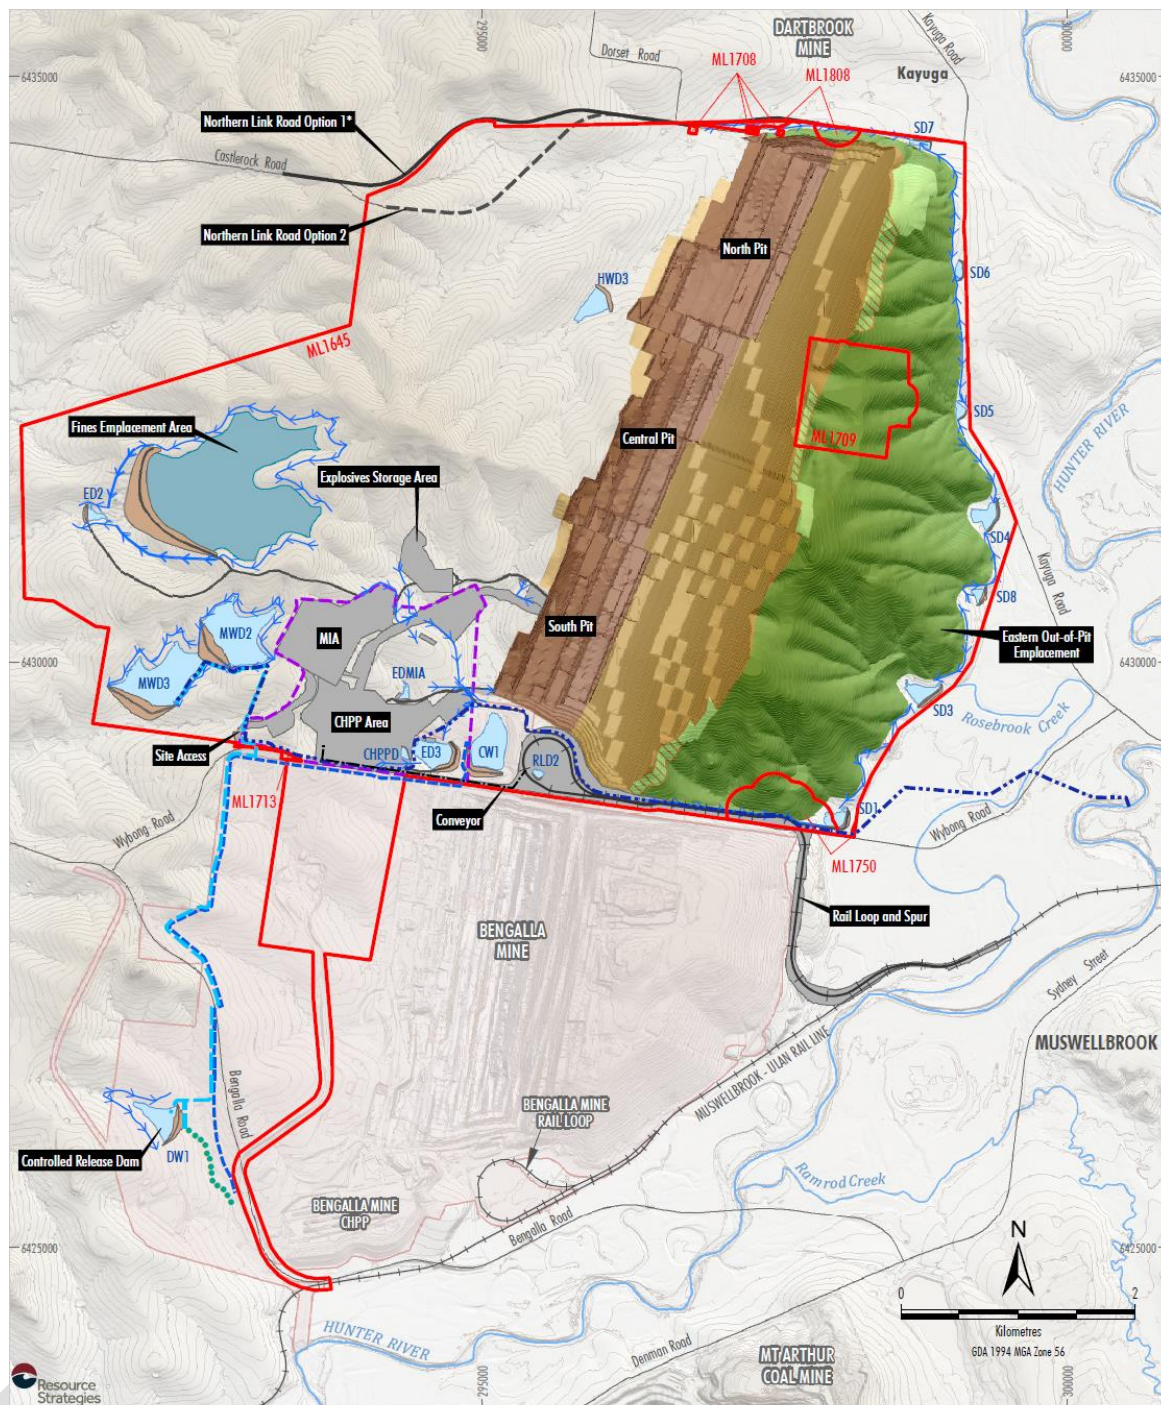 295000
300000
DARTBROOK
MINE
Kayuga Road
Dorset Road
ML1708
ML1808
Kayuga
6435000
6435000
Northern Link Road Option 1*
SD7
Castlerock Road
Northern Link Road Option 2
North Pit
HWD3
SD6
ML1645
Fines Emplacement Area
SD5
HUNTER RIVER
Central Pit
ML1709
Explosives Storage Area
ED2
SD4
Kayuga Road
SD8
MIA
South Pit
MWD2
Eastern Out-of-Pit
Emplacement
6430000
6430000
EDMIA
MWD3
SD3
Rosebrook Creek
CHPP Area
Site Access
CHPPD
ED3
CW1
RLD2
ML1713
Conveyor
SD1
Wybong Road
Wybong Road
ML1750
Rail Loop and Spur
BENGALLA
MINE
Sydney Street
MUSWELLBROOK
MUSWELLBROOK - ULAN RAIL LINE
Bengalla Road
BENGALLA MINE
RAIL LOOP
Controlled Release Dam
DW1
Ramrod Creek
BENGALLA MINE
CHPP
Bengalla Road
N
6425000
6425000
0
2
Kilometres
GDA 1994 MGA Zone 56
HUNTER RIVER
Denman Road
MT ARTHUR
COAL MINE
Resource
Strategies
295000
300000